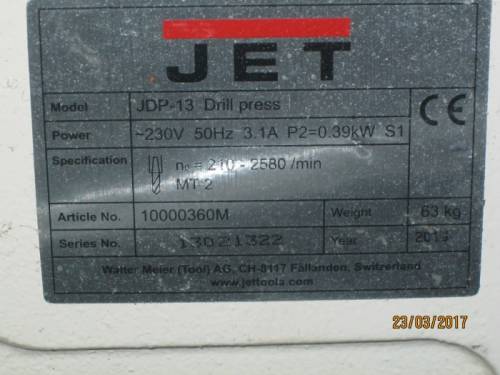 JET
Model JDP-13 Drill press
Power ~230V 50Hz 3.1A P2=0.39kW S1
Specification n₀ = 210 - 2580 /min
MT 2
Article No. 10000360M Weight 63 kg
Series No. 13021322 Year
Walter Meier (Tool) AG, CH-8117 Fällanden, Switzerland
www.jettools.com
CE
23/03/2017